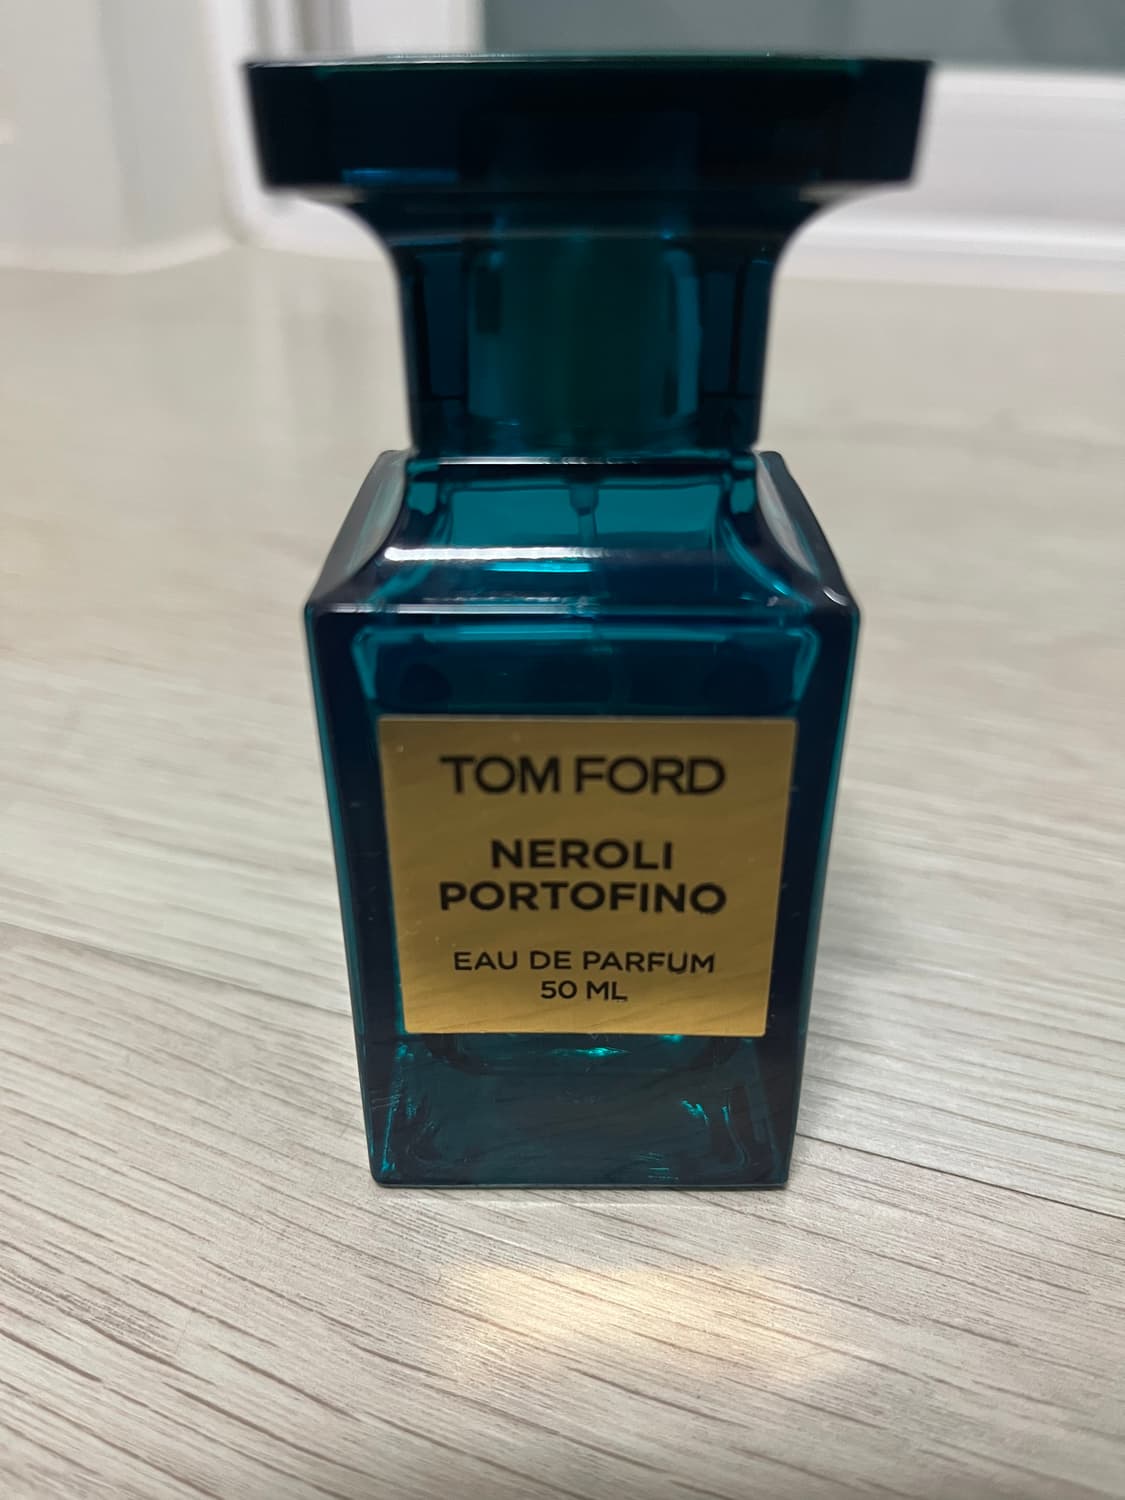 TOM FORD
NEROLI
PORTOFINO
EAU DE PARFUM
50 ML